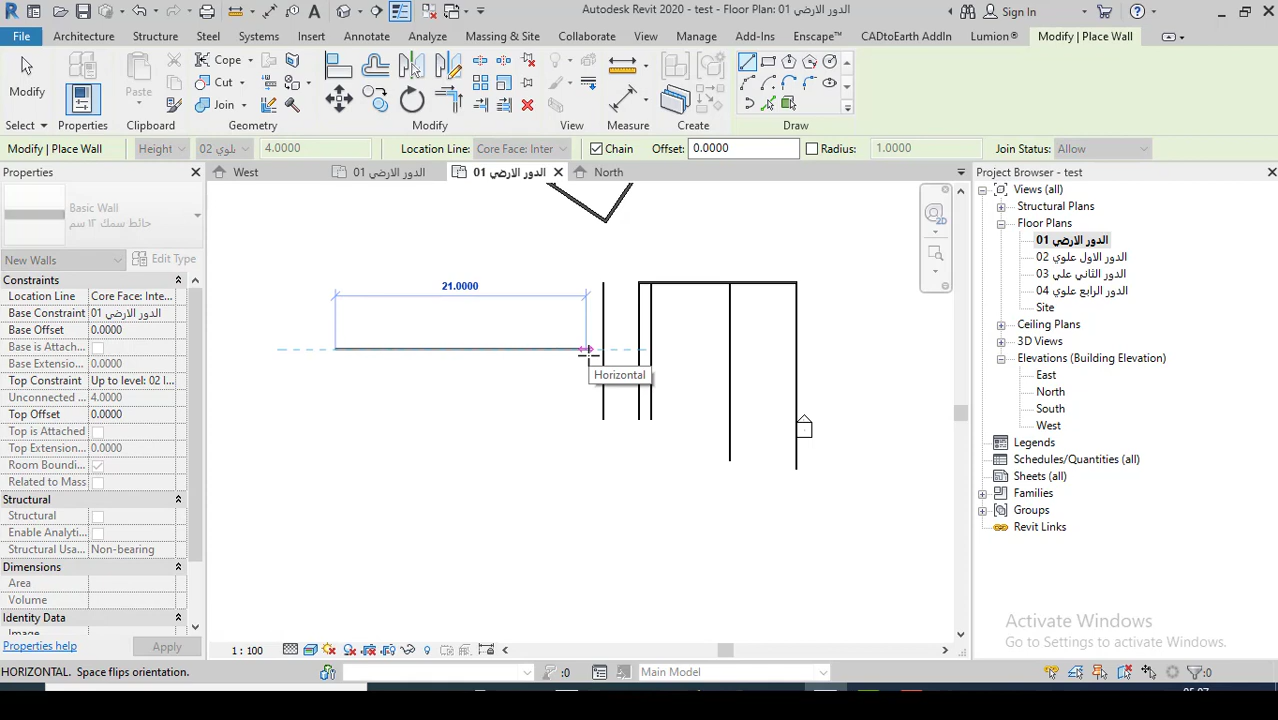 Autodesk Revit 2020 - test - Floor Plan: الدور الارضي 01
Sign In
File
Architecture
Structure
Steel
Systems
Insert
Annotate
Analyze
Massing & Site
Collaborate
View
Manage
Add-Ins
Enscape™
CADtoEarth AddIn
Lumion®
Modify | Place Wall
Modify
Paste
Cope
Cut
Join
Select
Properties
Clipboard
Geometry
Modify
View
Measure
Create
Draw
Modify | Place Wall
Height
02 علوي
4.0000
Location Line:
Core Face: Inter
Chain
Offset:
0.0000
Radius:
1.0000
Join Status:
Allow
Properties
West
الدور الارضي 01
الدور الارضي 01
North
Project Browser - test
Basic Wall
حائط سمك ١٢ سم
New Walls
Edit Type
Constraints
Location Line
Core Face: Inte...
Base Constraint
الدور الارضي 01
Base Offset
0.0000
Base is Attach...
Base Extensio...
0.0000
Top Constraint
Up to level: 02 ا...
Unconnected ...
4.0000
Top Offset
0.0000
Top is Attached
Top Extension...
0.0000
Room Boundi...
Related to Mass
Structural
Structural
Enable Analyti...
Structural Usa...
Non-bearing
Dimensions
Area
Volume
Identity Data
Properties help
Apply
21.0000
Horizontal
Views (all)
Structural Plans
Floor Plans
الدور الارضي 01
الدور الاول علوي 02
الدور الثاني علي 03
الدور الرابع علوي 04
Site
Ceiling Plans
3D Views
Elevations (Building Elevation)
East
North
South
West
Legends
Schedules/Quantities (all)
Sheets (all)
Families
Groups
Revit Links
Activate Windows
Go to Settings to activate Windows.
1 : 100
HORIZONTAL. Space flips orientation.
:0
Main Model
:0